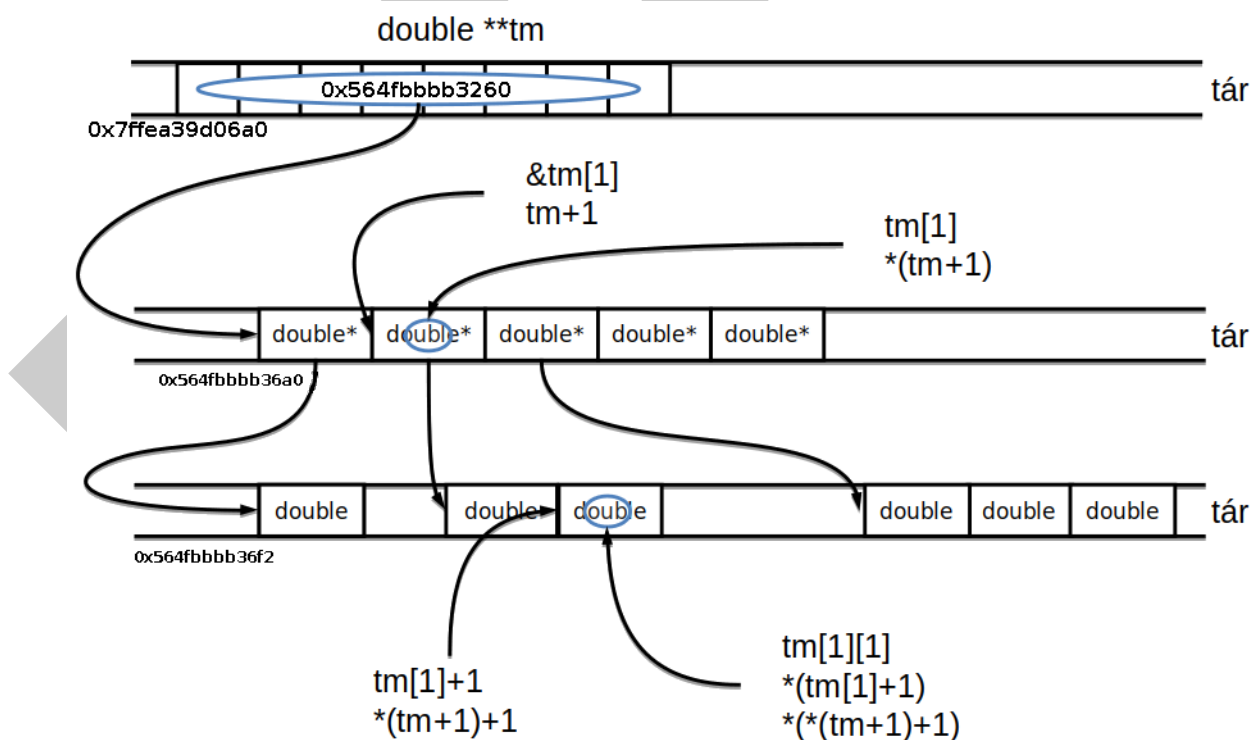 double **tm
0x564fbbbb3260
tár
0x7ffea39d06a0
&tm[1]
tm+1
tm[1]
*(tm+1)
double* double* double* double* double*
tár
0x564fbbbb36a0
double double double double double double
tár
0x564fbbbb36f2
tm[1]+1
*(tm+1)+1
tm[1][1]
*(tm[1]+1)
*(*(tm+1)+1)